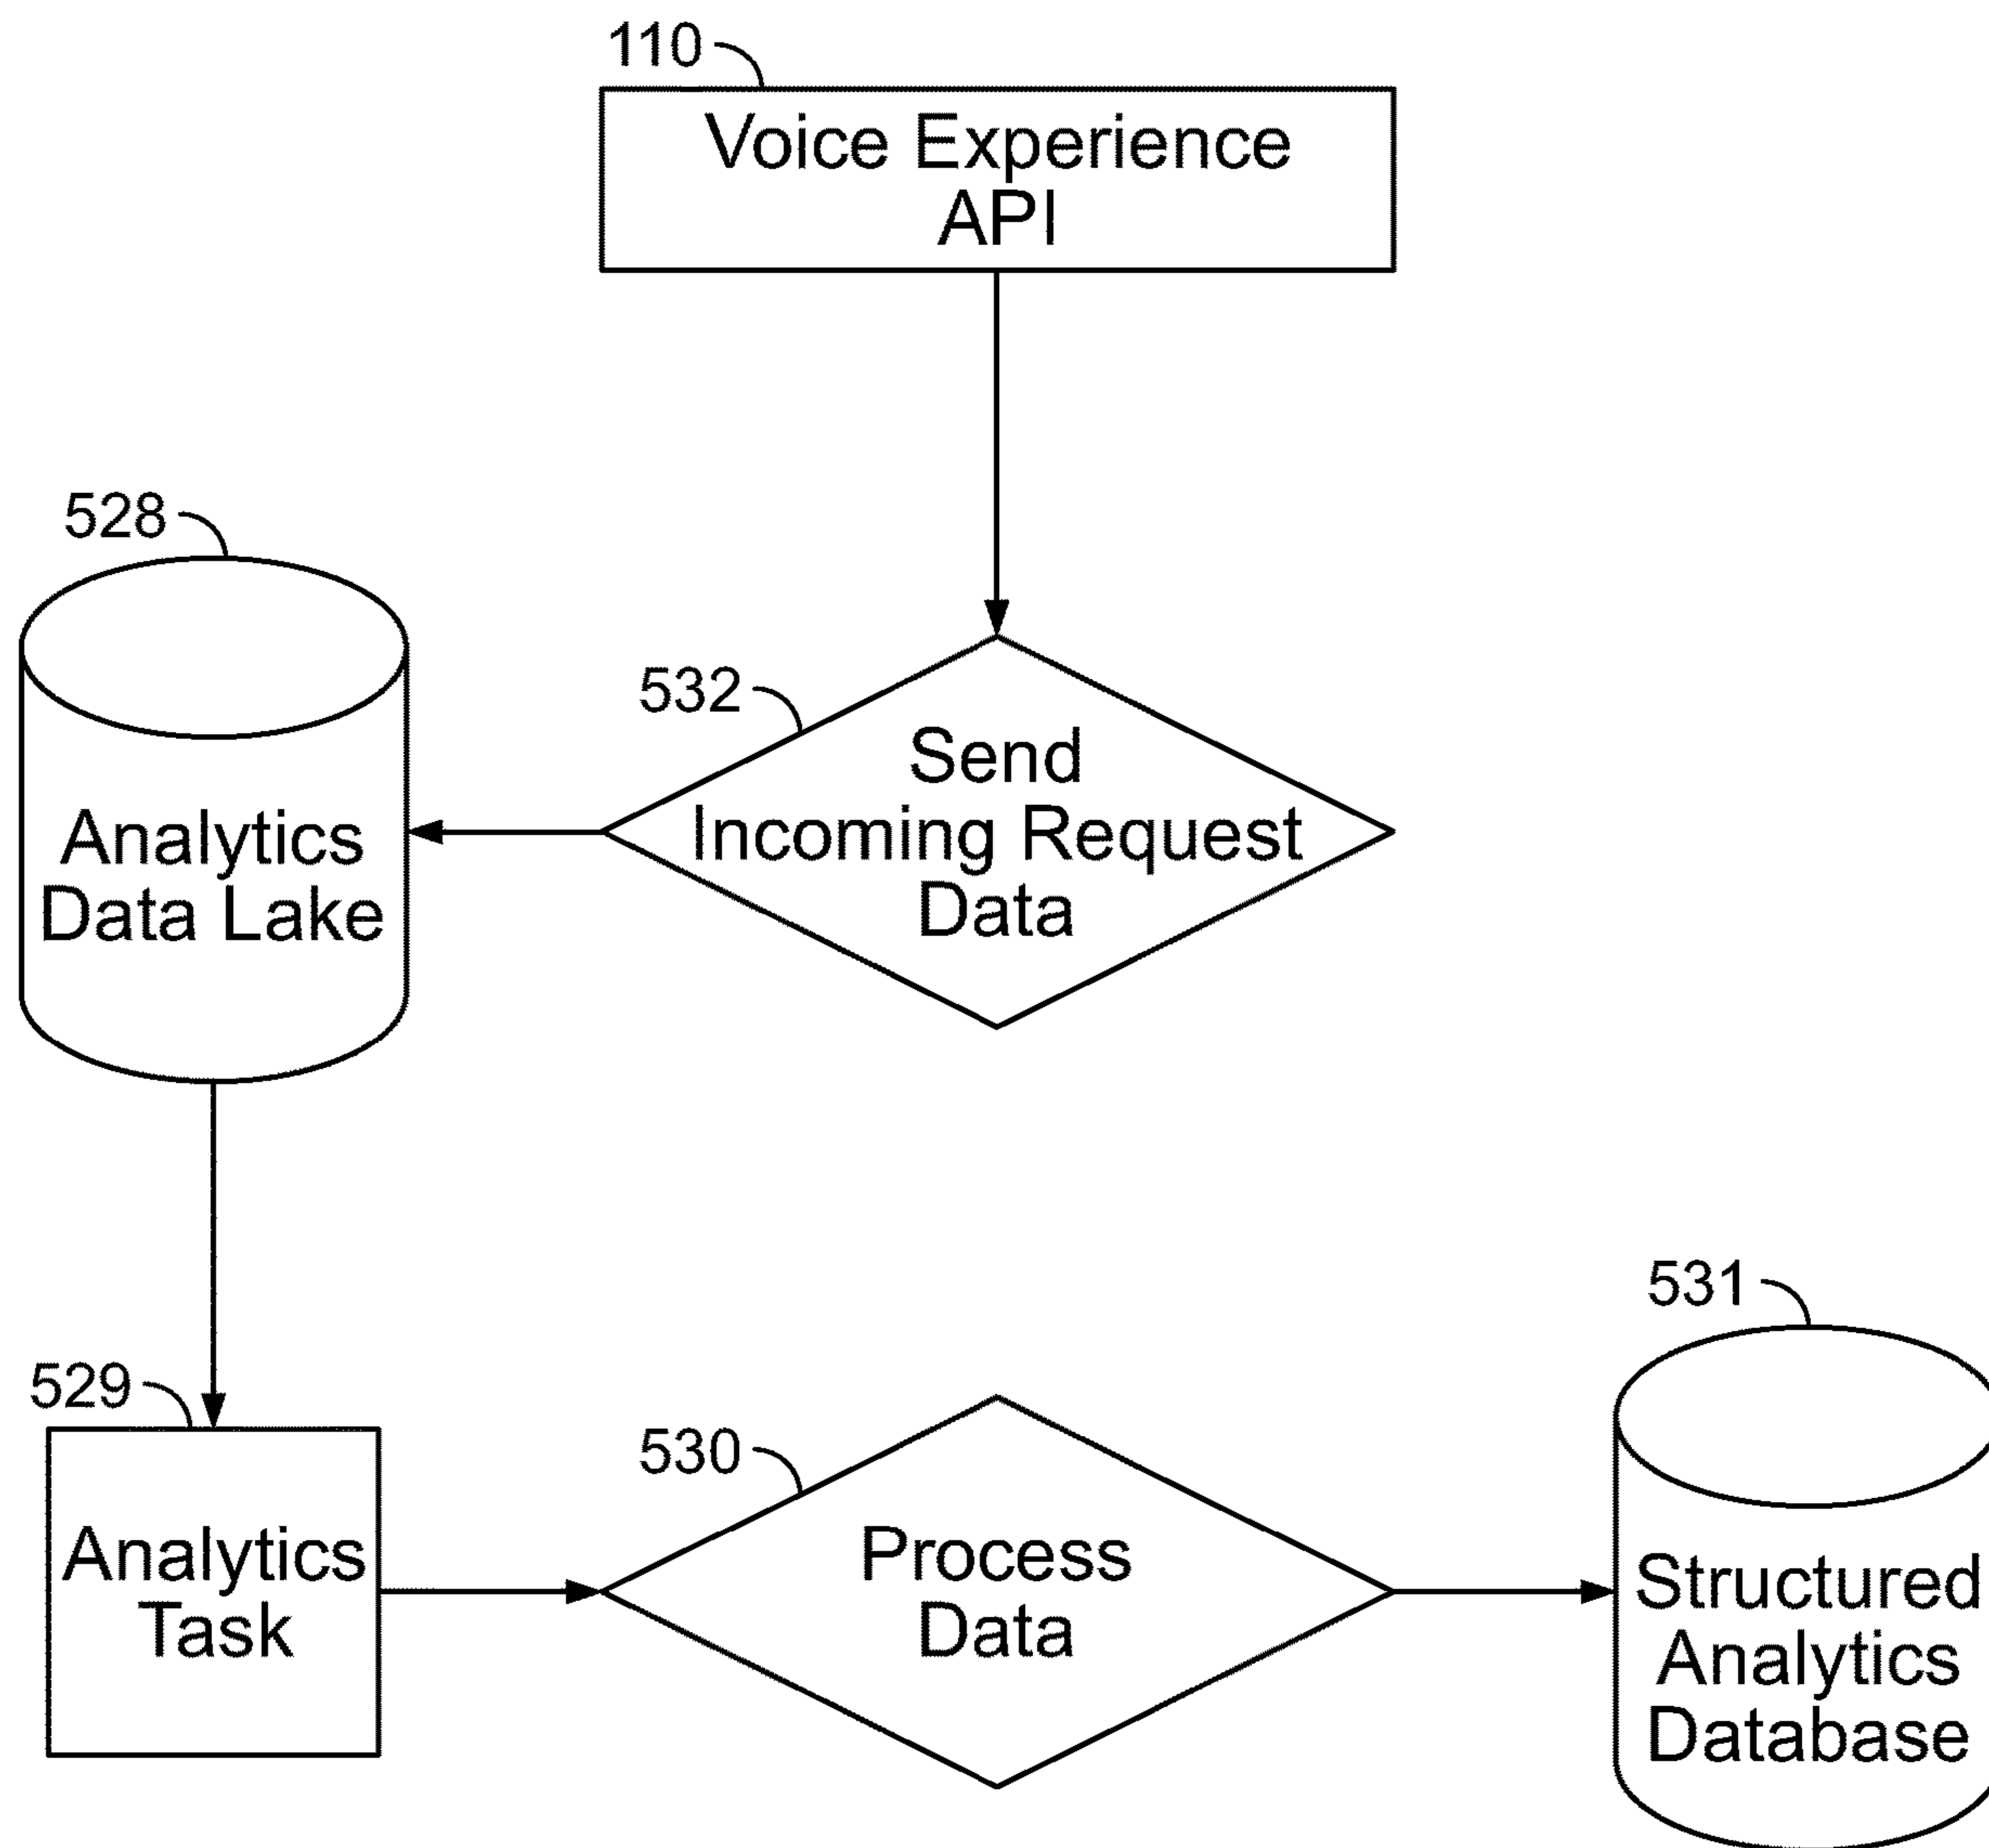 110
Voice Experience
API
528
532
Send
Incoming Request
Data
Analytics
Data Lake
531
529
530
Analytics
Task
Process
Data
Structured
Analytics
Database